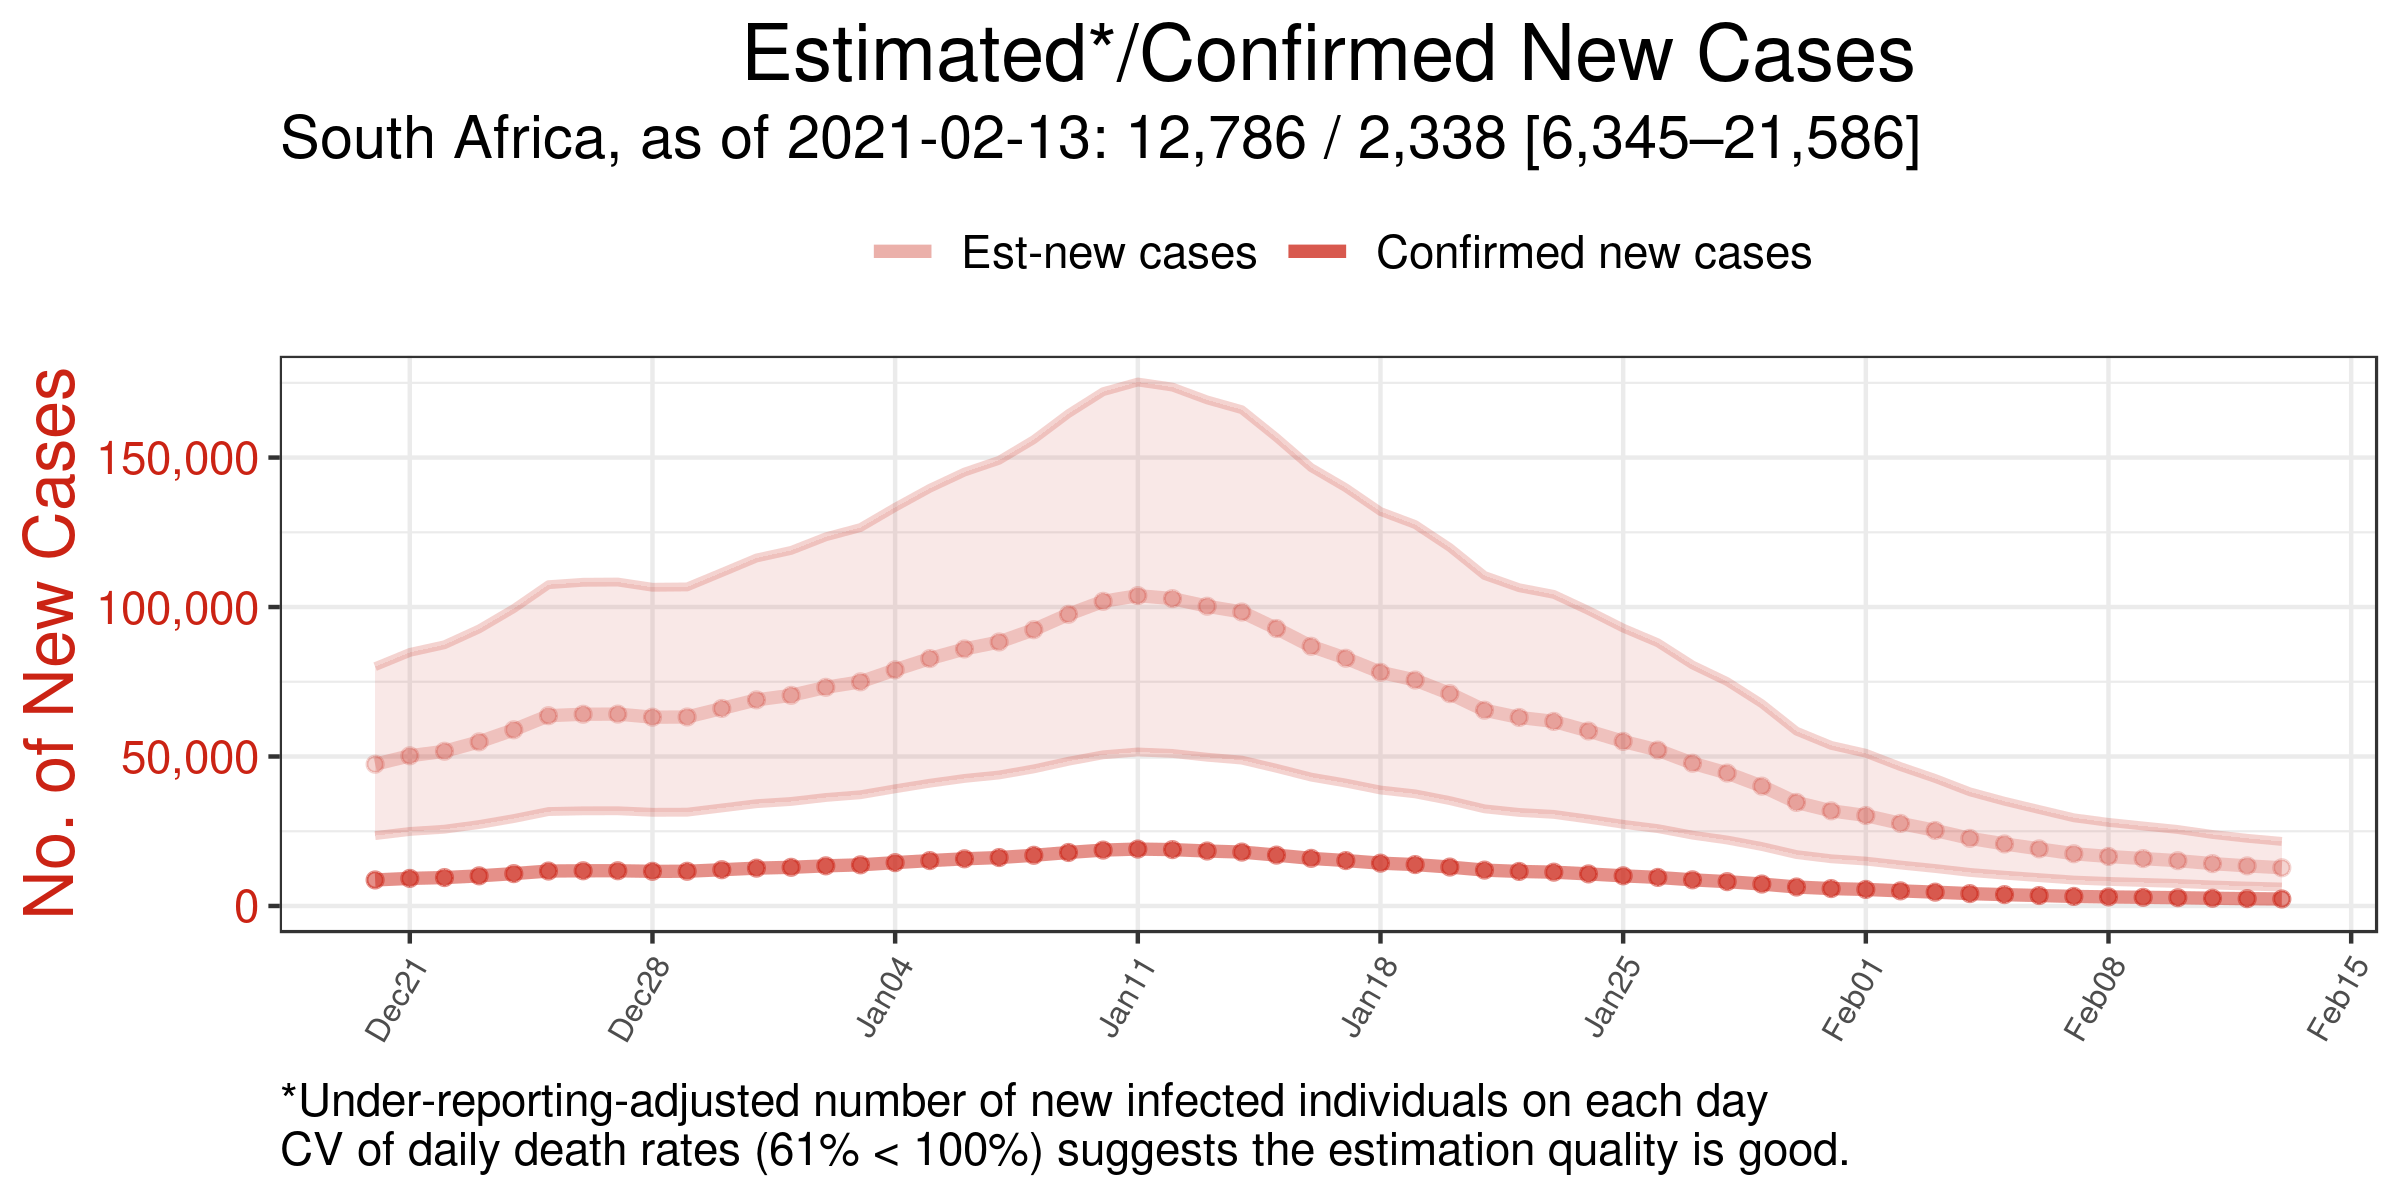 Estimated*/Confirmed New Cases
South Africa, as of 2021-02-13: 12,786 / 2,338 [6,345–21,586]
Est-new cases
Confirmed new cases
No. of New Cases
150,000
100,000
50,000
0
Dec21
Dec28
Jan04
Jan11
Jan18
Jan25
Feb01
Feb08
Feb15
*Under-reporting-adjusted number of new infected individuals on each day
CV of daily death rates (61% < 100%) suggests the estimation quality is good.